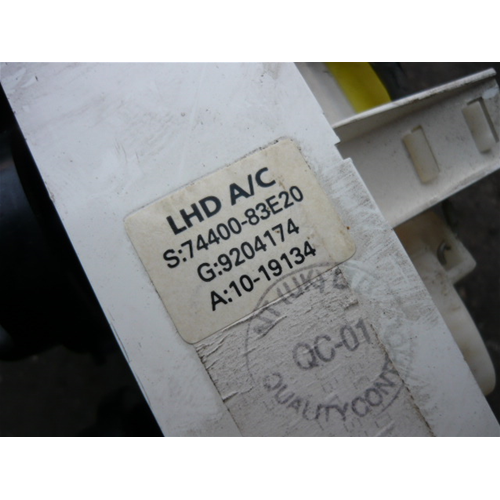 LHD A/C
S:74400-83E20
G:9204174
A:10-19134
QC-01
QUALITY CONTROL